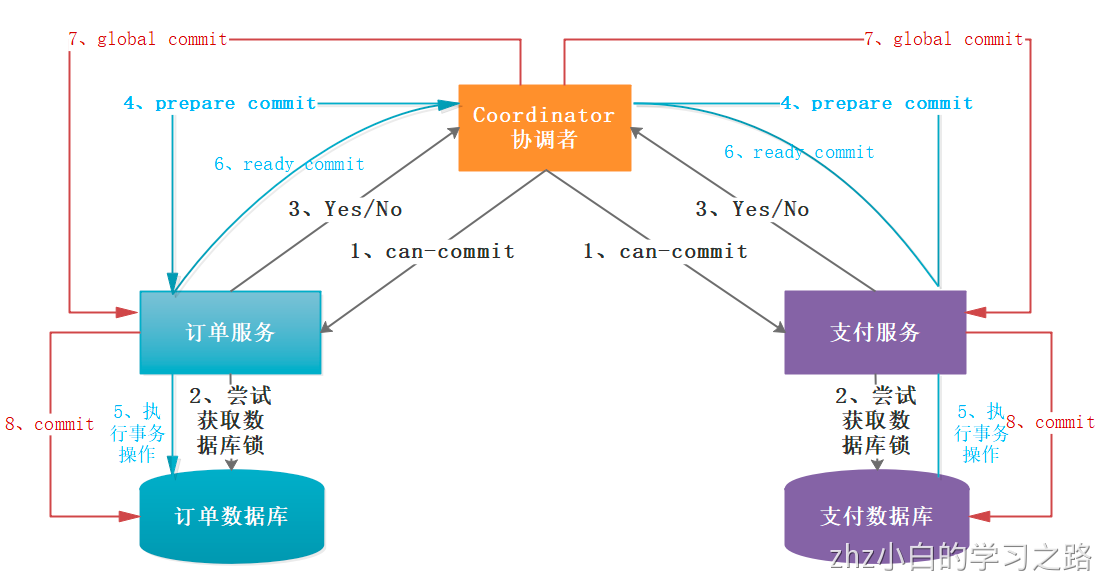 7、global commit
7、global commit
4、prepare commit
4、prepare commit
Coordinator
协调者
6、ready commit
6、ready commit
3、Yes/No
3、Yes/No
1、can-commit
1、can-commit
订单服务
支付服务
8、commit
5、执
行事务
操作
2、尝试
获取数
据库锁
2、尝试
获取数
据库锁
5、执
行事务
操作
8、commit
订单数据库
支付数据库
zhz小白的学习之路